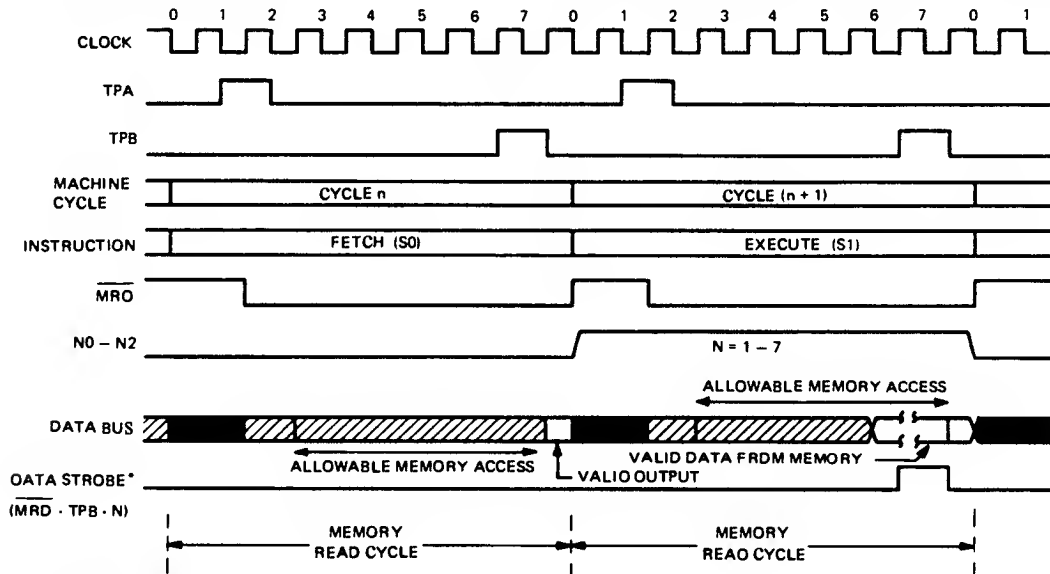 0 1 2 3 4 5 6 7 0 1 2 3 4 5 6 7 0 1
CLOCK
TPA
TPB
MACHINE
CYCLE
CYCLE n
CYCLE (n + 1)
INSTRUCTION
FETCH (S0)
EXECUTE (S1)
MRO
N0 – N2
N = 1 – 7
ALLOWABLE MEMORY ACCESS
DATA BUS
ALLOWABLE MEMORY ACCESS
VALID DATA FRDM MEMORY
VALIO OUTPUT
OATA STROBE*
(MRD · TPB · N)
MEMORY
READ CYCLE
MEMORY
REAO CYCLE